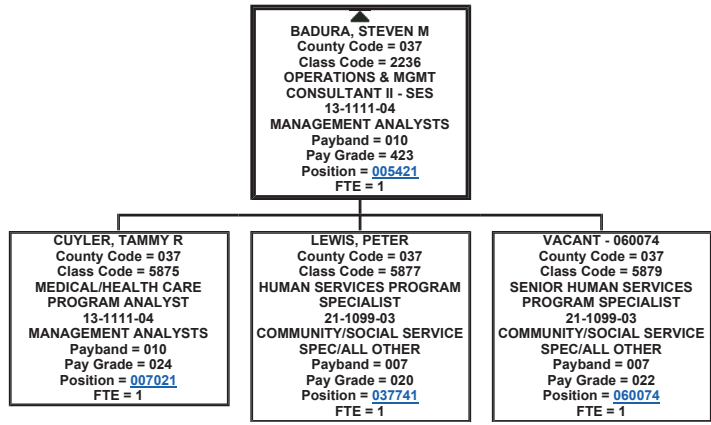 BADURA, STEVEN M
County Code = 037
Class Code = 2236
OPERATIONS & MGMT
CONSULTANT II - SES
13-1111-04
MANAGEMENT ANALYSTS
Payband = 010
Pay Grade = 423
Position = 005421
FTE = 1
CUYLER, TAMMY R
County Code = 037
Class Code = 5875
MEDICAL/HEALTH CARE
PROGRAM ANALYST
13-1111-04
MANAGEMENT ANALYSTS
Payband = 010
Pay Grade = 024
Position = 007021
FTE = 1
LEWIS, PETER
County Code = 037
Class Code = 5877
HUMAN SERVICES PROGRAM
SPECIALIST
21-1099-03
COMMUNITY/SOCIAL SERVICE
SPEC/ALL OTHER
Payband = 007
Pay Grade = 020
Position = 037741
FTE = 1
VACANT - 060074
County Code = 037
Class Code = 5879
SENIOR HUMAN SERVICES
PROGRAM SPECIALIST
21-1099-03
COMMUNITY/SOCIAL SERVICE
SPEC/ALL OTHER
Payband = 007
Pay Grade = 022
Position = 060074
FTE = 1